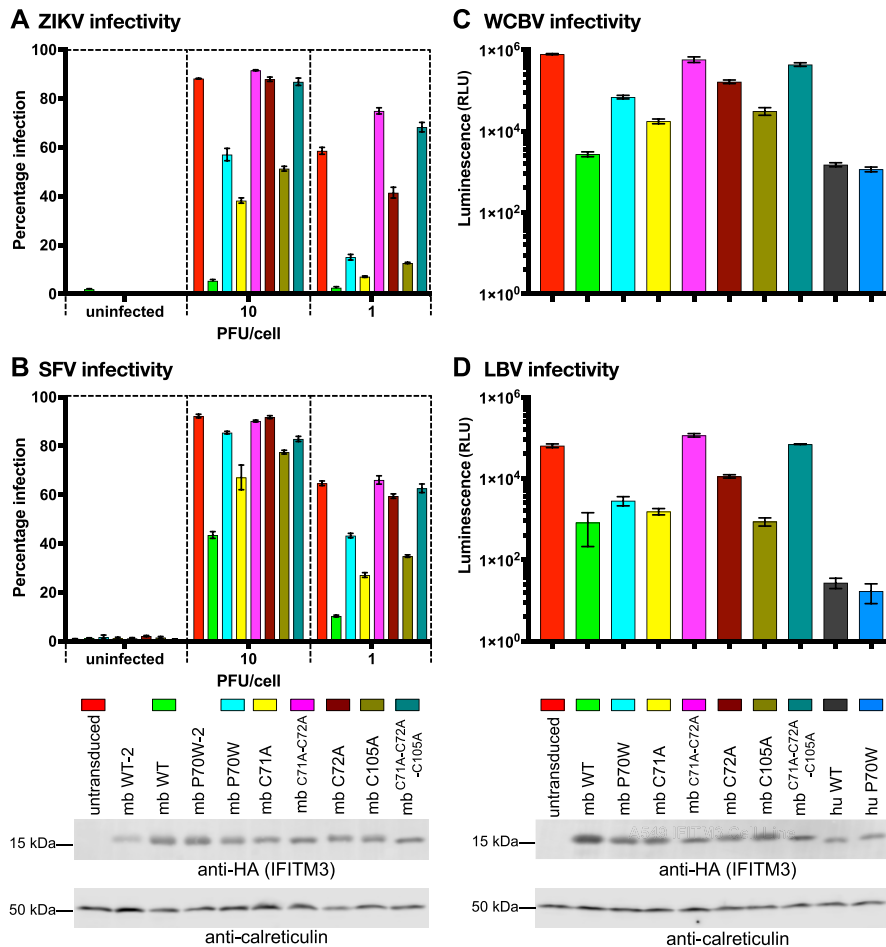 A ZIKV infectivity
Percentage infection
100
80
60
40
20
0
uninfected
10
1
PFU/cell
B SFV infectivity
Percentage infection
100
80
60
40
20
0
uninfected
10
1
PFU/cell
untransduced
mb WT-2
mb WT
mb P70W-2
mb P70W
mb C71A
mb C71A-C72A
mb C72A
mb C105A
mb C71A-C72A
-C105A
15 kDa
anti-HA (IFITM3)
50 kDa
anti-calreticulin
C WCBV infectivity
Luminescence (RLU)
1×10⁶
1×10⁴
1×10²
1×10⁰
D LBV infectivity
Luminescence (RLU)
1×10⁶
1×10⁴
1×10²
1×10⁰
untransduced
mb WT
mb P70W
mb C71A
mb C71A-C72A
mb C72A
mb C105A
mb C71A-C72A
-C105A
hu WT
hu P70W
15 kDa
anti-HA (IFITM3)
50 kDa
anti-calreticulin